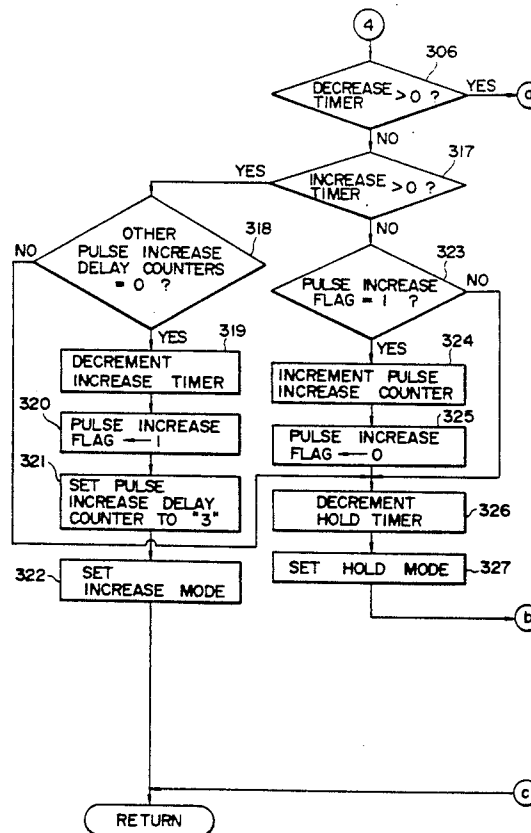 4
306
DECREASE
TIMER > 0 ?
YES
a
NO
317
YES
INCREASE
TIMER > 0 ?
NO
318
NO
OTHER
PULSE INCREASE
DELAY COUNTERS
= 0 ?
YES
323
PULSE INCREASE
FLAG = 1 ?
NO
YES
319
DECREMENT
INCREASE TIMER
324
INCREMENT PULSE
INCREASE COUNTER
320
PULSE INCREASE
FLAG ← 1
325
PULSE INCREASE
FLAG ← 0
321
SET PULSE
INCREASE DELAY
COUNTER TO "3"
DECREMENT
HOLD TIMER
326
322
SET
INCREASE MODE
SET HOLD MODE
327
b
c
RETURN